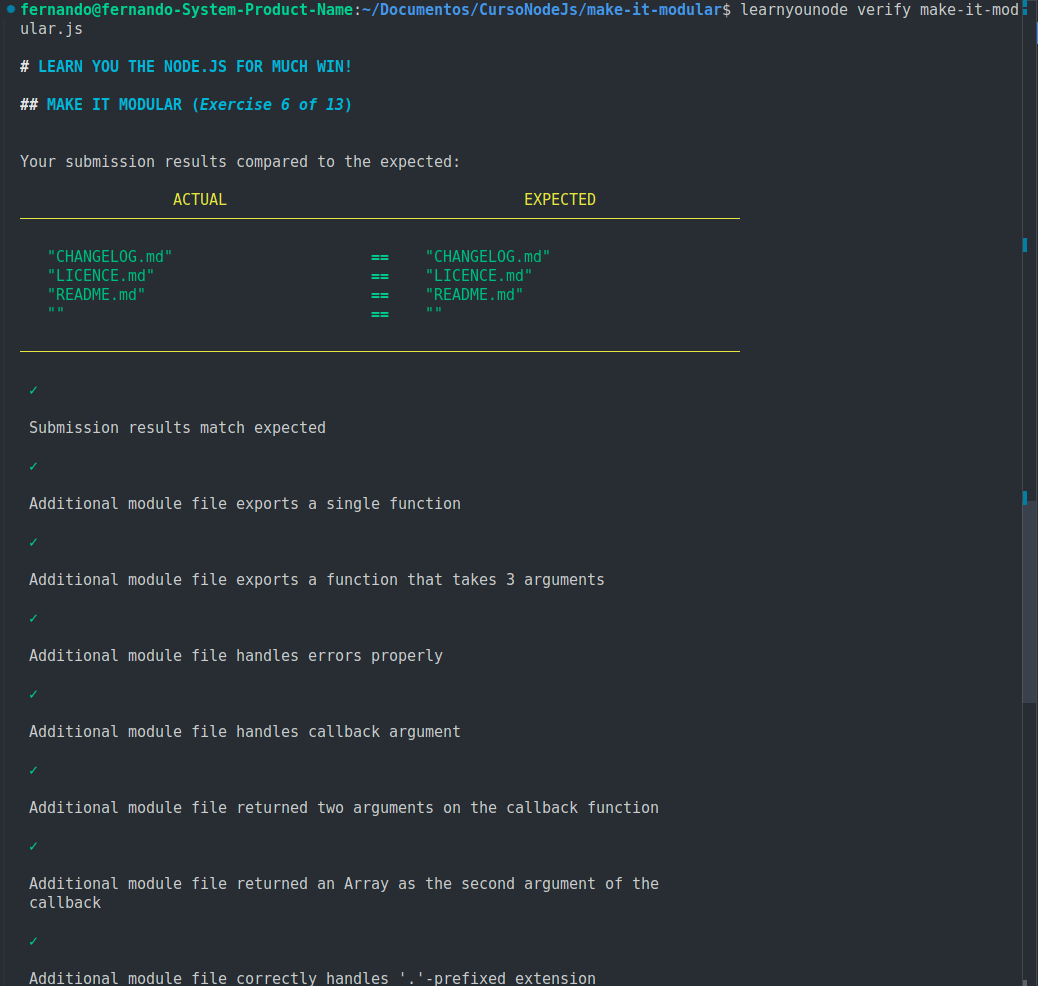 fernando@fernando-System-Product-Name:~/Documentos/CursoNodeJs/make-it-modular$ learnyounode verify make-it-mod
ular.js
# LEARN YOU THE NODE.JS FOR MUCH WIN!
## MAKE IT MODULAR (Exercise 6 of 13)
Your submission results compared to the expected:
ACTUAL EXPECTED
"CHANGELOG.md" == "CHANGELOG.md"
"LICENCE.md" == "LICENCE.md"
"README.md" == "README.md"
"" == ""
✓
Submission results match expected
✓
Additional module file exports a single function
✓
Additional module file exports a function that takes 3 arguments
✓
Additional module file handles errors properly
✓
Additional module file handles callback argument
✓
Additional module file returned two arguments on the callback function
✓
Additional module file returned an Array as the second argument of the
callback
✓
Additional module file correctly handles '.'-prefixed extension